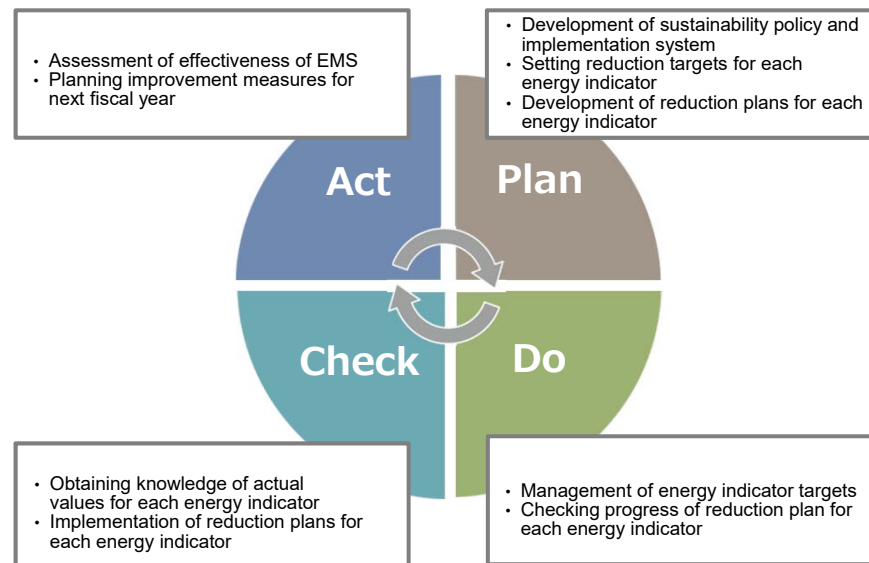 • Assessment of effectiveness of EMS
• Planning improvement measures for
next fiscal year
• Development of sustainability policy and
implementation system
• Setting reduction targets for each
energy indicator
• Development of reduction plans for each
energy indicator
Act
Plan
Check
Do
• Obtaining knowledge of actual
values for each energy indicator
• Implementation of reduction plans for
each energy indicator
• Management of energy indicator targets
• Checking progress of reduction plan for
each energy indicator